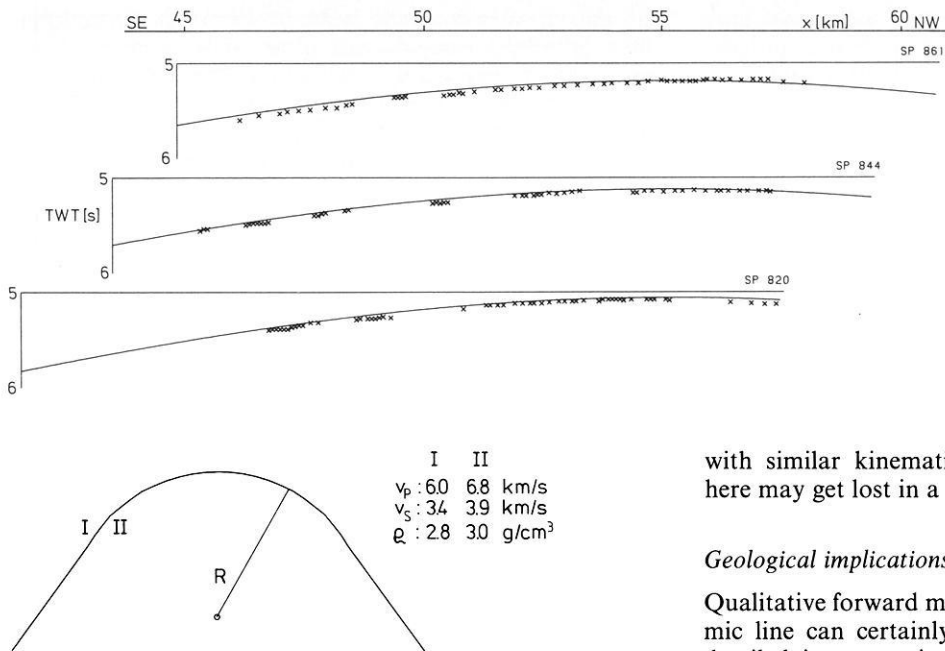 SE 45 50 55 x [km] 60 NW
SP 861
5
6
SP 844
5
TWT [s]
6
SP 820
5
6
I II
v_P : 6.0 6.8 km/s
v_S : 3.4 3.9 km/s
ϱ : 2.8 3.0 g/cm³
I II
R
with similar kinemati
here may get lost in a
Geological implications
Qualitative forward m
mic line can certainly